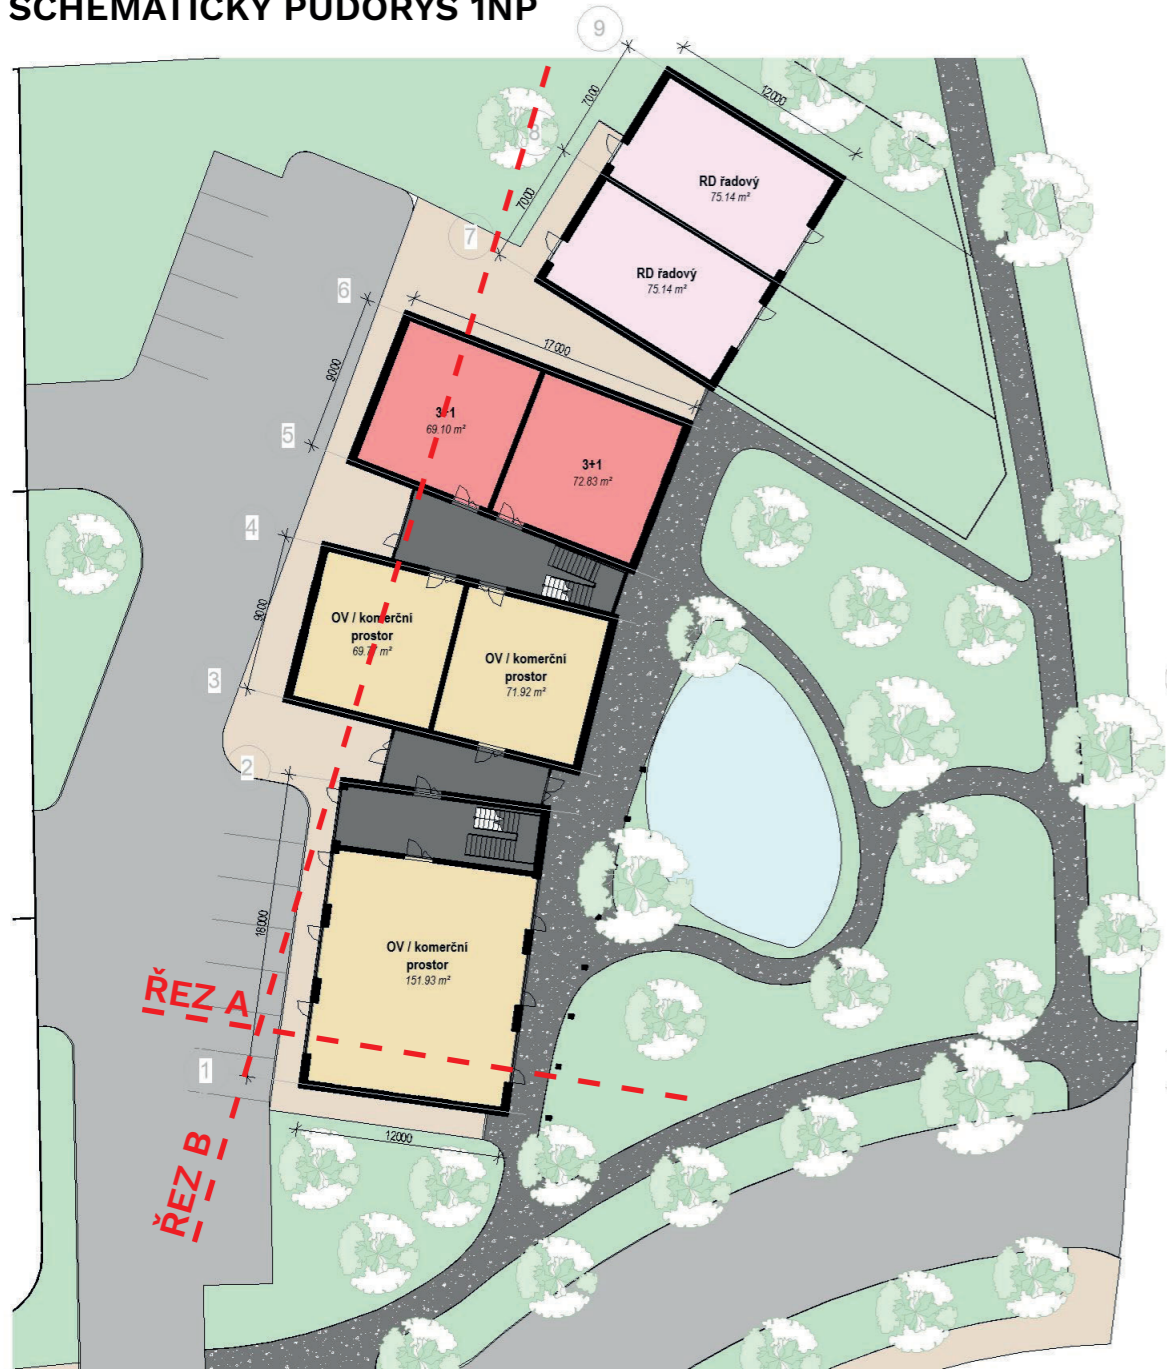 SCHEMATICKÝ PŮDORYS 1NP
9
7000
12000
8
RD řadový
75.14 m²
7000
7
RD řadový
75.14 m²
6
17 000
9000
3+1
69.10 m²
5
3+1
72.83 m²
4
9000
OV / komerční
prostor
OV / komerční
prostor
71.92 m²
3
2
18000
OV / komerční
prostor
151.93 m²
ŘEZ A
1
12000
ŘEZ B